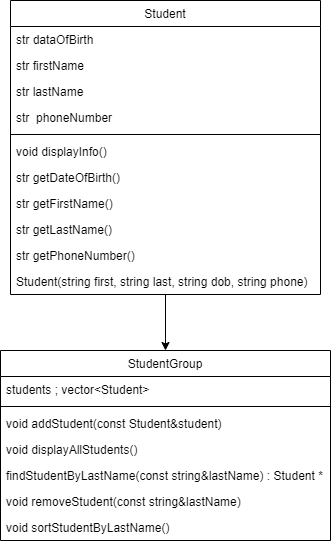 Student
str dataOfBirth
str firstName
str lastName
str  phoneNumber
void displayInfo()
str getDateOfBirth()
str getFirstName()
str getLastName()
str getPhoneNumber()
Student(string first, string last, string dob, string phone)
StudentGroup
students ; vector<Student>
void addStudent(const Student&student)
void displayAllStudents()
findStudentByLastName(const string&lastName) : Student *
void removeStudent(const string&lastName)
void sortStudentByLastName()